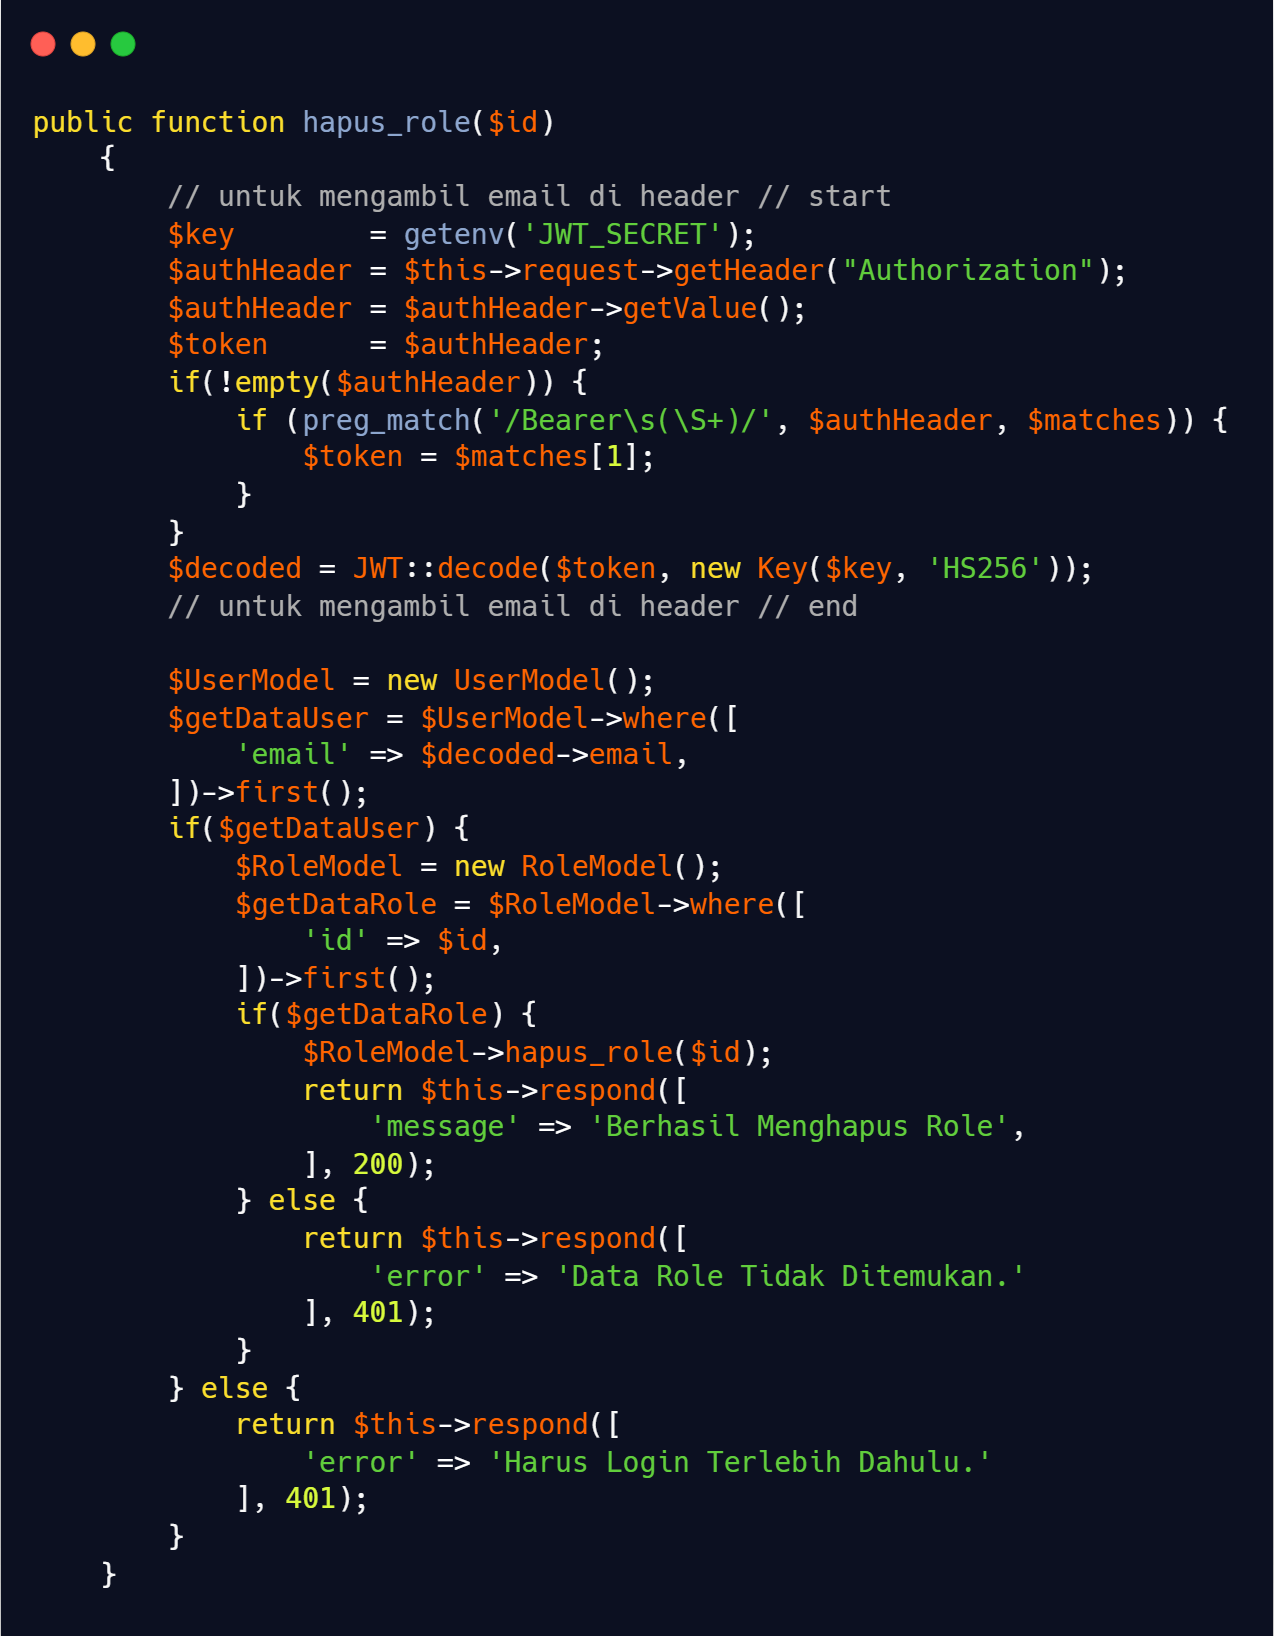 public function hapus_role($id)
    {
        // untuk mengambil email di header // start
        $key        = getenv('JWT_SECRET');
        $authHeader = $this->request->getHeader("Authorization");
        $authHeader = $authHeader->getValue();
        $token      = $authHeader;
        if(!empty($authHeader)) {
            if (preg_match('/Bearer\s(\S+)/', $authHeader, $matches)) {
                $token = $matches[1];
            }
        }
        $decoded = JWT::decode($token, new Key($key, 'HS256'));
        // untuk mengambil email di header // end

        $UserModel = new UserModel();
        $getDataUser = $UserModel->where([
            'email' => $decoded->email,
        ])->first();
        if($getDataUser) {
            $RoleModel = new RoleModel();
            $getDataRole = $RoleModel->where([
                'id' => $id,
            ])->first();
            if($getDataRole) {
                $RoleModel->hapus_role($id);
                return $this->respond([
                    'message' => 'Berhasil Menghapus Role',
                ], 200);
            } else {
                return $this->respond([
                    'error' => 'Data Role Tidak Ditemukan.'
                ], 401);
            }
        } else {
            return $this->respond([
                'error' => 'Harus Login Terlebih Dahulu.'
            ], 401);
        }
    }